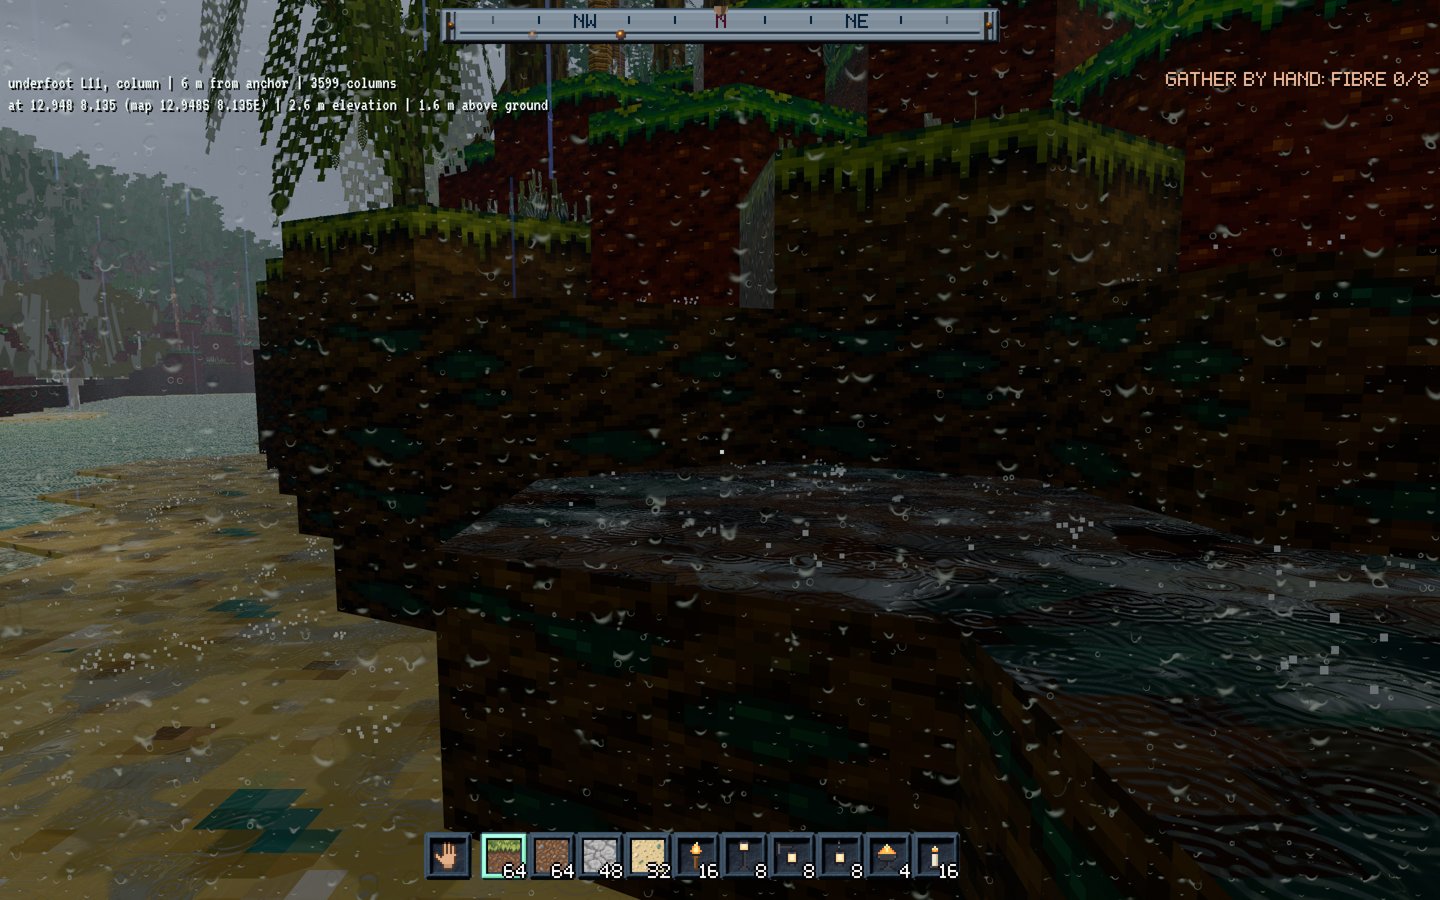 NW N NE
underfoot L11, column | 6 m from anchor | 3599 columns
GATHER BY HAND: FIBRE 0/8
at 12.948 8.135 (map 12.948S 8.135E) | 2.6 m elevation | 1.6 m above ground
64 64 48 32 16 8 8 8 4 16